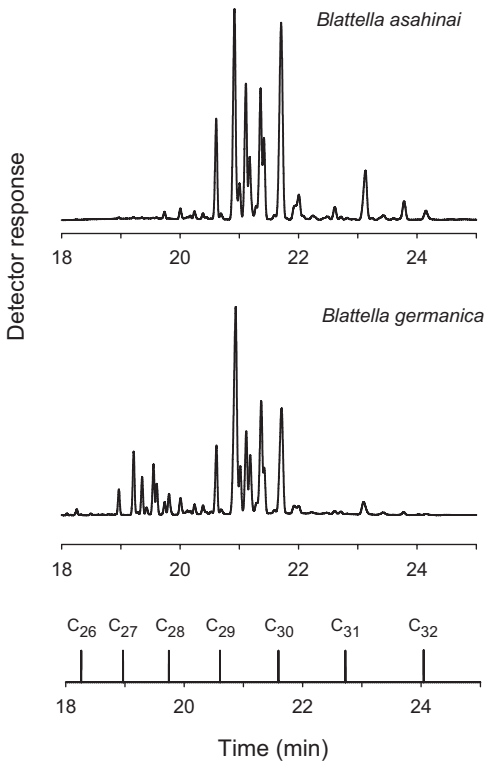 Blattella asahinai
Detector response
18 20 22 24
Blattella germanica
18 20 22 24
C26 C27 C28 C29 C30 C31 C32
18 20 22 24
Time (min)